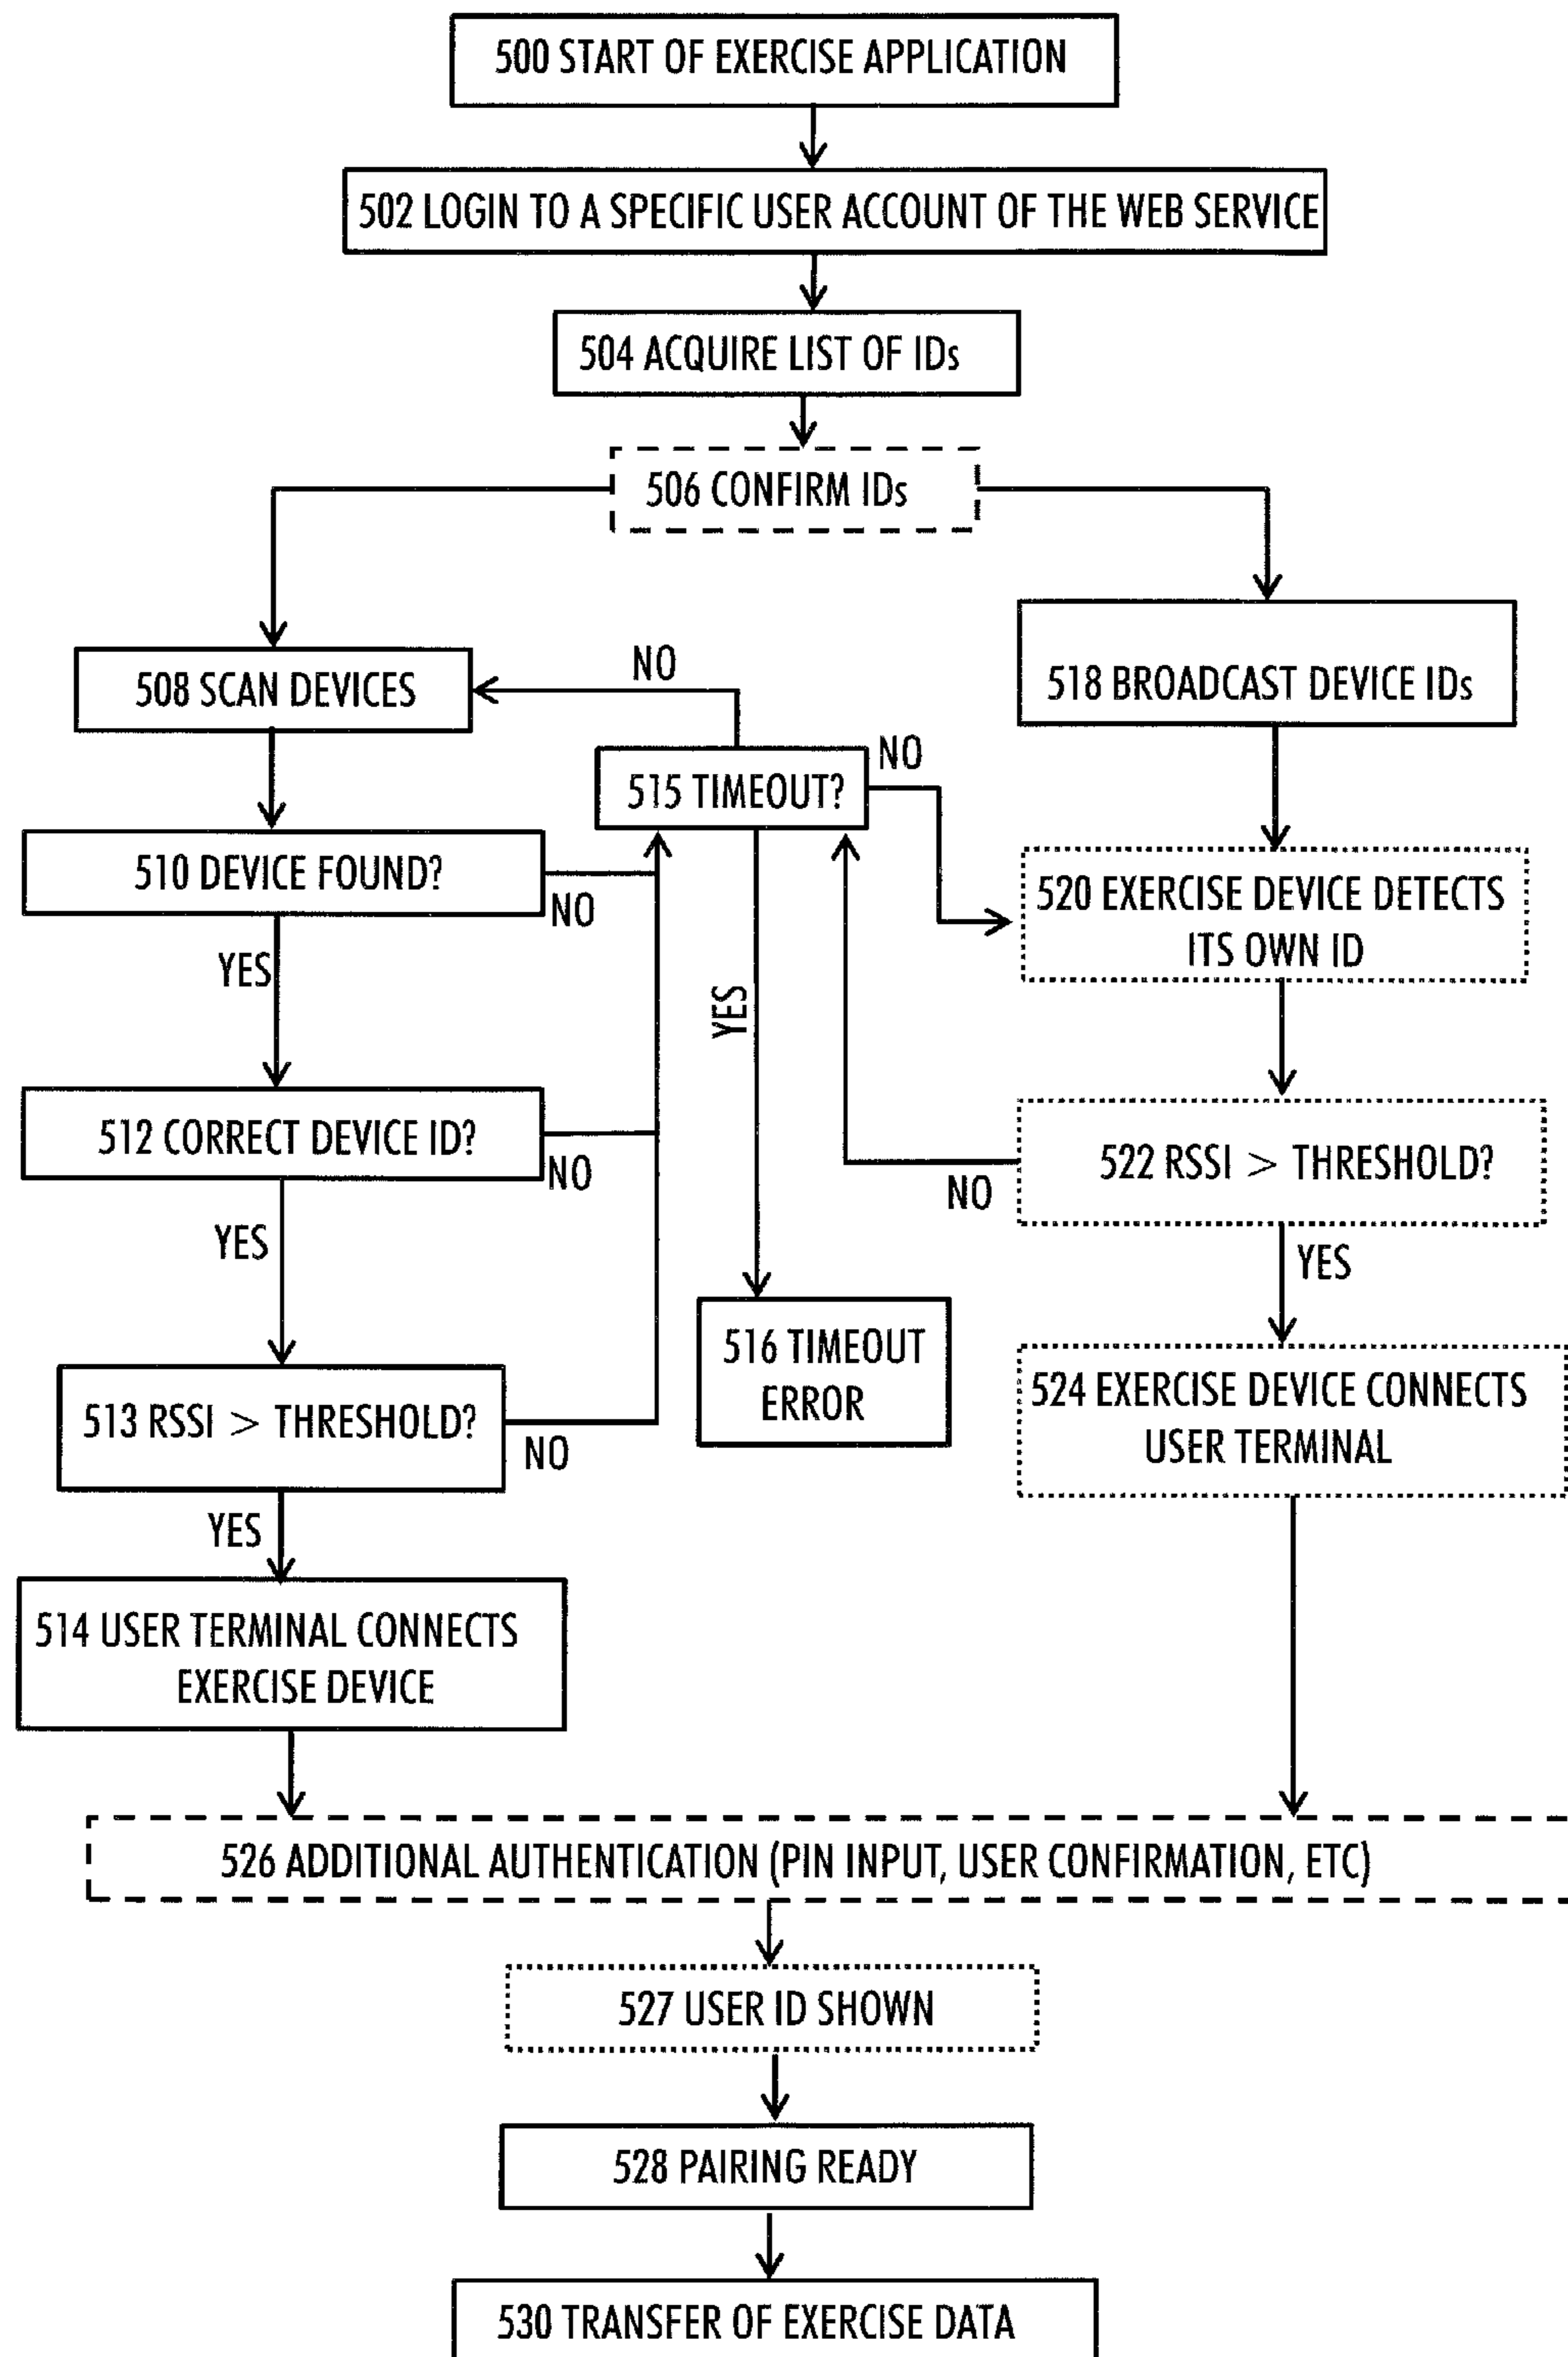 500 START OF EXERCISE APPLICATION
502 LOGIN TO A SPECIFIC USER ACCOUNT OF THE WEB SERVICE
504 ACQUIRE LIST OF IDs
506 CONFIRM IDs
508 SCAN DEVICES
NO
518 BROADCAST DEVICE IDs
515 TIMEOUT?
NO
510 DEVICE FOUND?
NO
YES
520 EXERCISE DEVICE DETECTS
ITS OWN ID
YES
512 CORRECT DEVICE ID?
NO
YES
522 RSSI > THRESHOLD?
NO
YES
513 RSSI > THRESHOLD?
NO
YES
516 TIMEOUT
ERROR
524 EXERCISE DEVICE CONNECTS
USER TERMINAL
514 USER TERMINAL CONNECTS
EXERCISE DEVICE
526 ADDITIONAL AUTHENTICATION (PIN INPUT, USER CONFIRMATION, ETC)
527 USER ID SHOWN
528 PAIRING READY
530 TRANSFER OF EXERCISE DATA